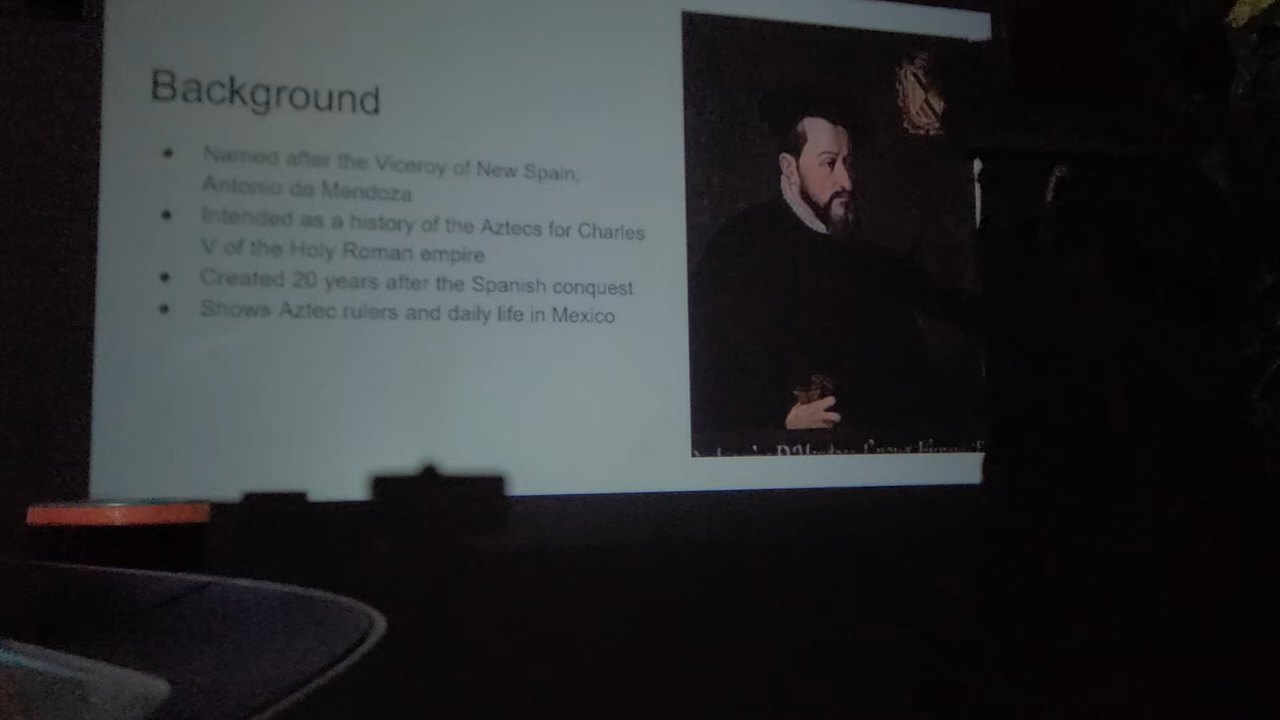 Background
Named after the Viceroy of New Spain,
Antonio de Mendoza
Intended as a history of the Aztecs for Charles
V of the Holy Roman empire
Created 20 years after the Spanish conquest
Shows Aztec rulers and daily life in Mexico